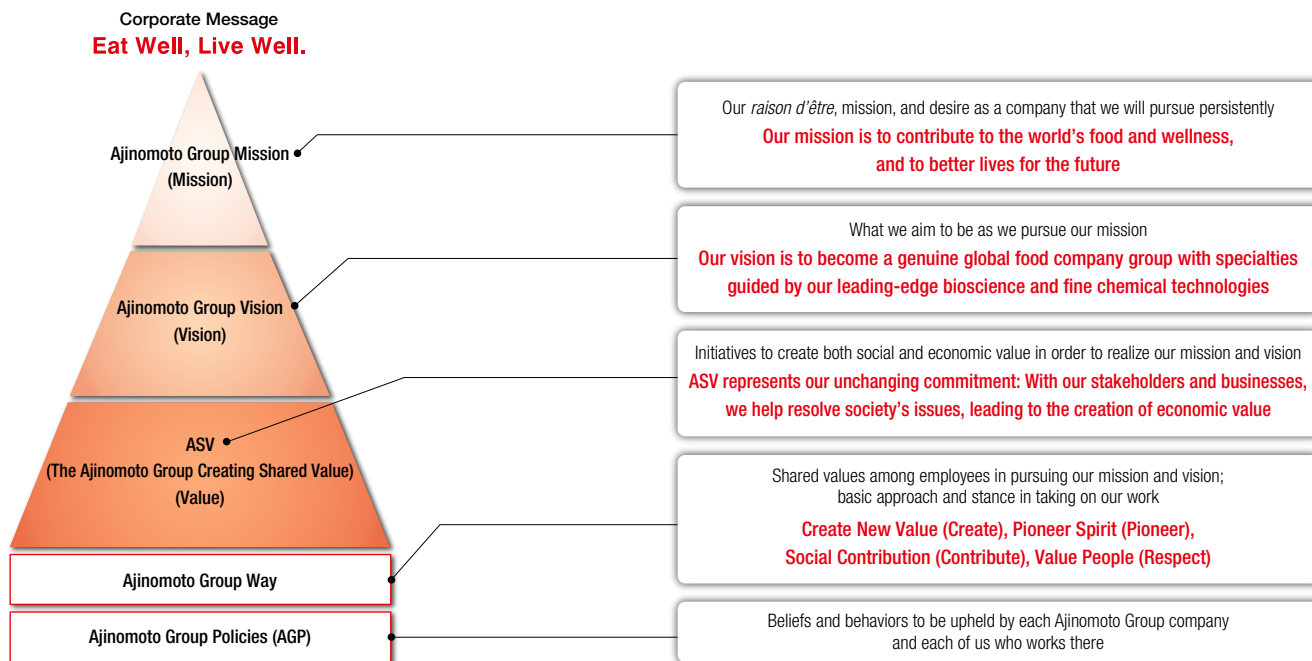 Corporate Message
Eat Well, Live Well.
Ajinomoto Group Mission
(Mission)
Our raison d’être, mission, and desire as a company that we will pursue persistently
Our mission is to contribute to the world’s food and wellness,
and to better lives for the future
Ajinomoto Group Vision
(Vision)
What we aim to be as we pursue our mission
Our vision is to become a genuine global food company group with specialties
guided by our leading-edge bioscience and fine chemical technologies
ASV
(The Ajinomoto Group Creating Shared Value)
(Value)
Initiatives to create both social and economic value in order to realize our mission and vision
ASV represents our unchanging commitment: With our stakeholders and businesses,
we help resolve society’s issues, leading to the creation of economic value
Ajinomoto Group Way
Shared values among employees in pursuing our mission and vision;
basic approach and stance in taking on our work
Create New Value (Create), Pioneer Spirit (Pioneer),
Social Contribution (Contribute), Value People (Respect)
Ajinomoto Group Policies (AGP)
Beliefs and behaviors to be upheld by each Ajinomoto Group company
and each of us who works there